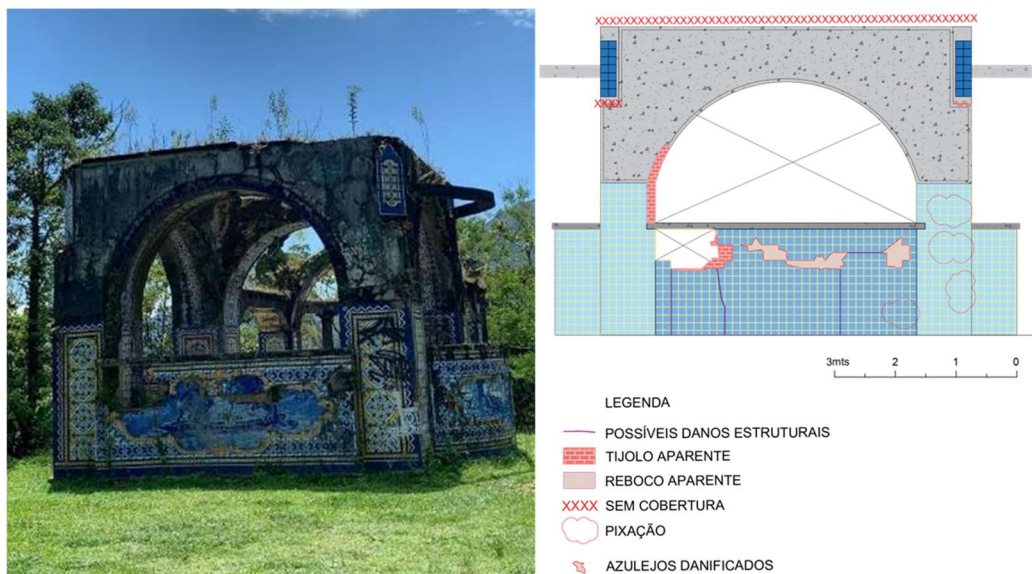 XXXXXXXXXXXXXXXXXXXXXXXXXXXXXXXXXXXXXXXXXXXXXXXX
XXXX
3mts 2 1 0
LEGENDA
POSSÍVEIS DANOS ESTRUTURAIS
TIJOLO APARENTE
REBOCO APARENTE
XXXX SEM COBERTURA
PIXAÇÃO
AZULEJOS DANIFICADOS